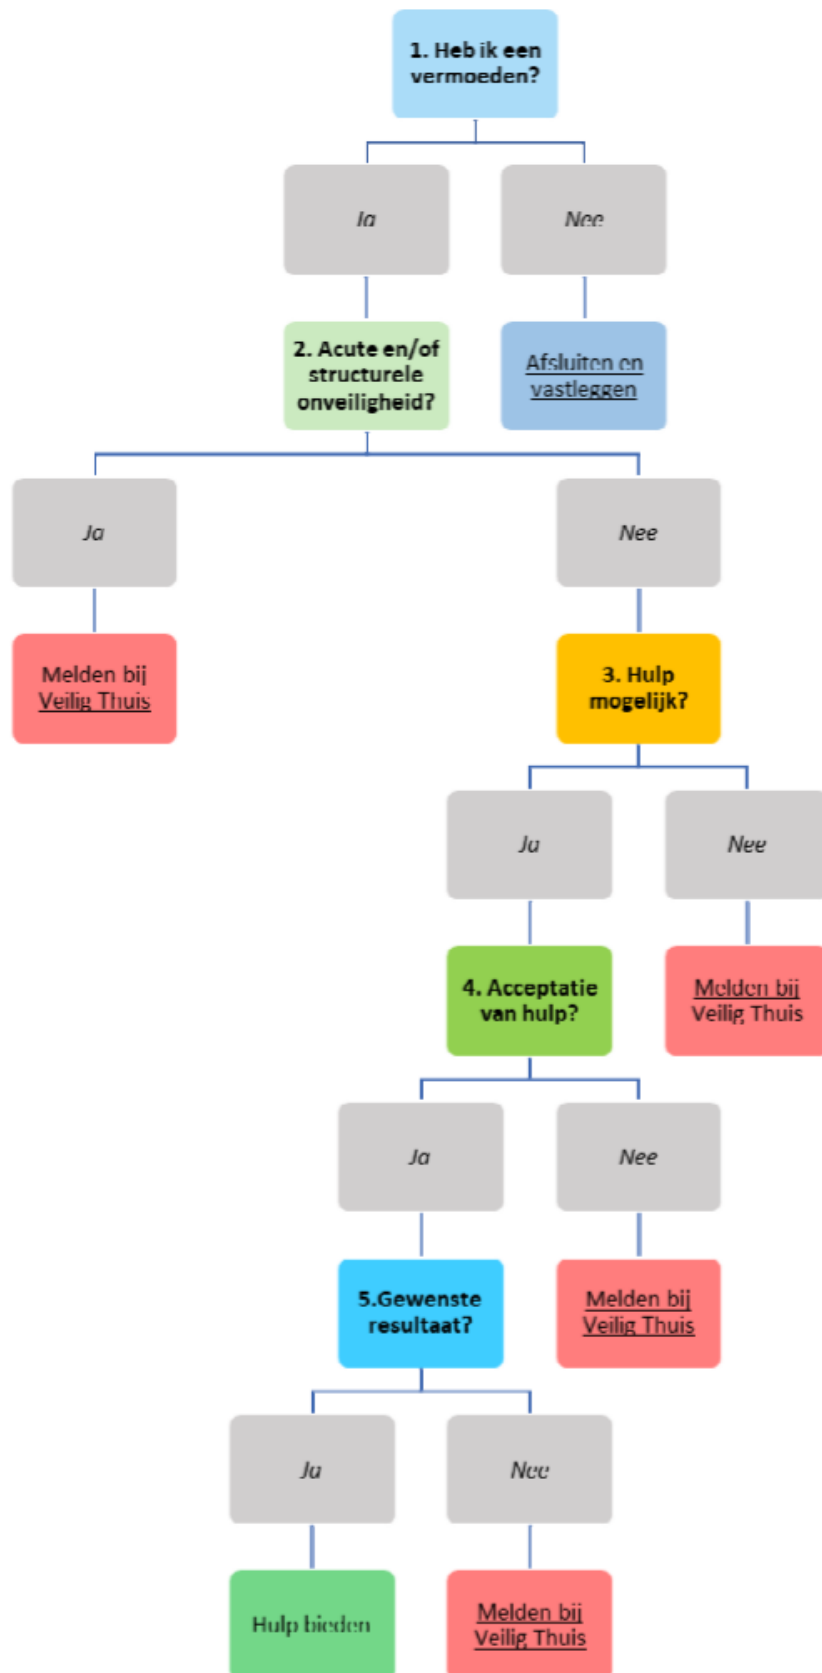 1. Heb ik een
vermoeden?
Ja
Nee
2. Acute en/of
structurele
onveiligheid?
Afsluiten en
vastleggen
Ja
Nee
Melden bij
Veilig Thuis
3. Hulp
mogelijk?
Ja
Nee
4. Acceptatie
van hulp?
Melden bij
Veilig Thuis
Ja
Nee
5.Gewenste
resultaat?
Melden bij
Veilig Thuis
Ja
Nee
Hulp bieden
Melden bij
Veilig Thuis